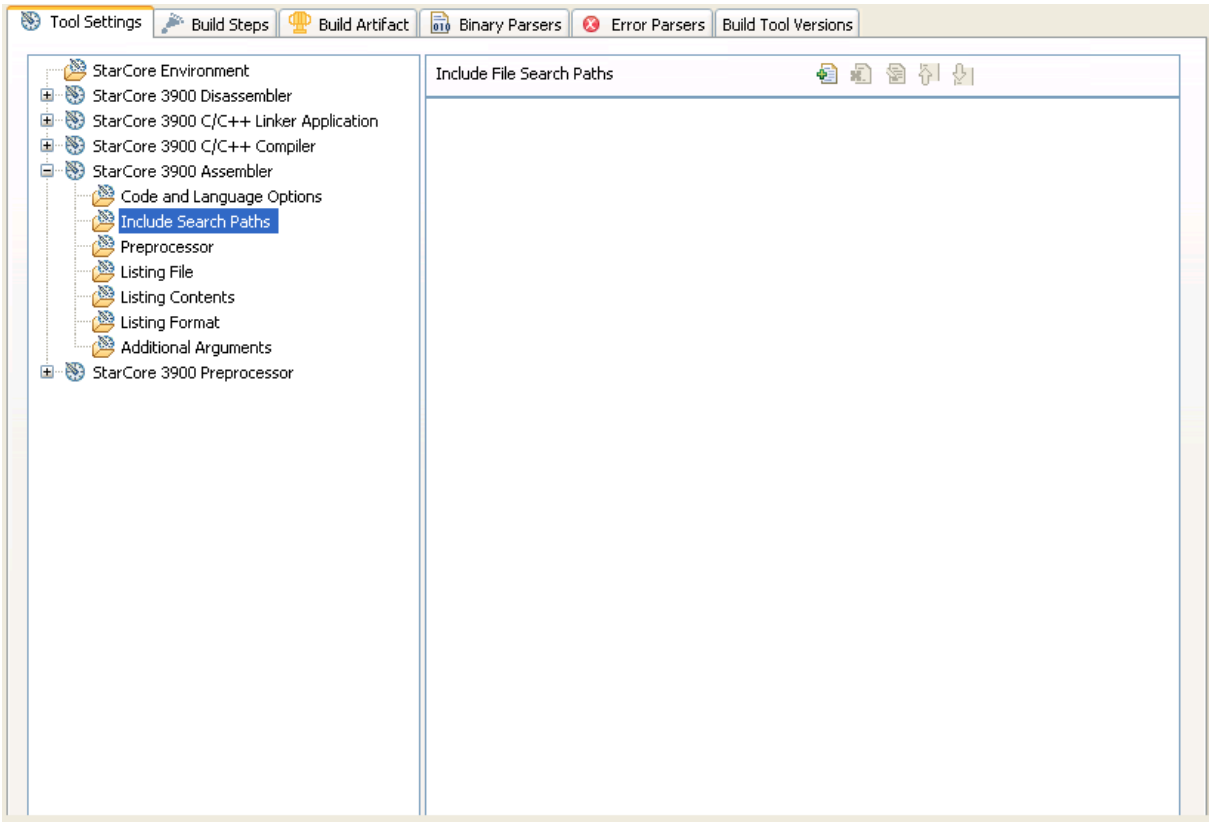 Tool Settings Build Steps Build Artifact Binary Parsers Error Parsers Build Tool Versions
StarCore Environment
StarCore 3900 Disassembler
StarCore 3900 C/C++ Linker Application
StarCore 3900 C/C++ Compiler
StarCore 3900 Assembler
Code and Language Options
Include Search Paths
Preprocessor
Listing File
Listing Contents
Listing Format
Additional Arguments
StarCore 3900 Preprocessor
Include File Search Paths